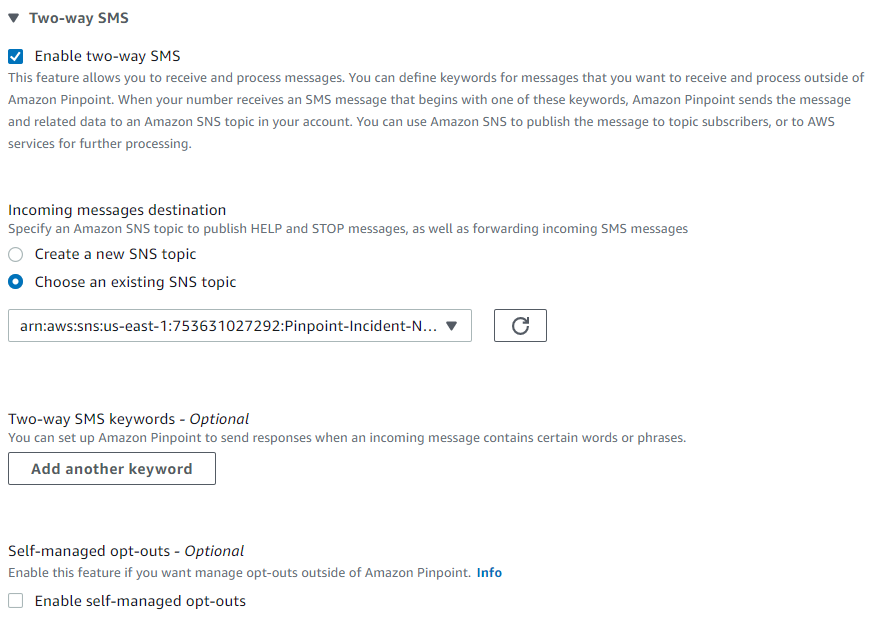 Two-way SMS
Enable two-way SMS
This feature allows you to receive and process messages. You can define keywords for messages that you want to receive and process outside of
Amazon Pinpoint. When your number receives an SMS message that begins with one of these keywords, Amazon Pinpoint sends the message
and related data to an Amazon SNS topic in your account. You can use Amazon SNS to publish the message to topic subscribers, or to AWS
services for further processing.
Incoming messages destination
Specify an Amazon SNS topic to publish HELP and STOP messages, as well as forwarding incoming SMS messages
Create a new SNS topic
Choose an existing SNS topic
arn:aws:sns:us-east-1:753631027292:Pinpoint-Incident-N...
Two-way SMS keywords - Optional
You can set up Amazon Pinpoint to send responses when an incoming message contains certain words or phrases.
Add another keyword
Self-managed opt-outs - Optional
Enable this feature if you want manage opt-outs outside of Amazon Pinpoint. Info
Enable self-managed opt-outs